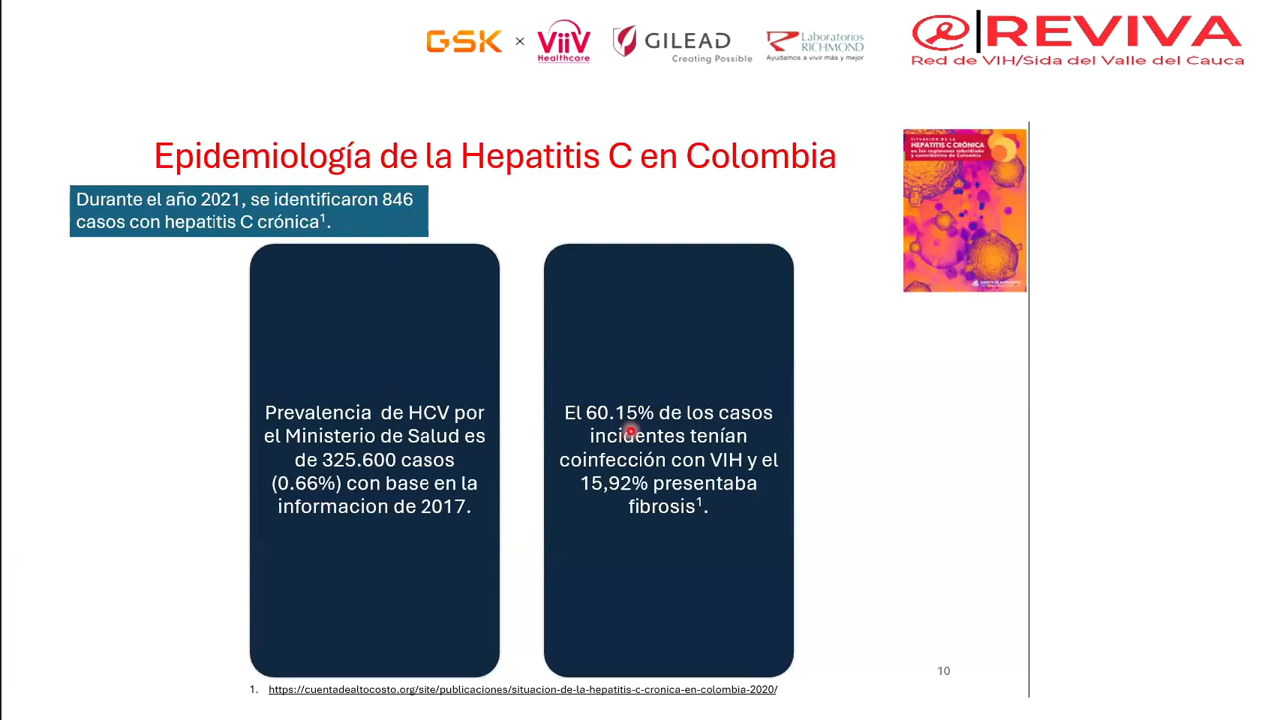 GSK × ViiV Healthcare GILEAD Creating Possible Laboratorios RICHMOND Ayudamos a vivir más y mejor
REVIVA
Red de VIH/Sida del Valle del Cauca
Epidemiología de la Hepatitis C en Colombia
SITUACIÓN DE LA
HEPATITIS C CRÓNICA
en los regímenes subsidiado
y contributivo de Colombia
Durante el año 2021, se identificaron 846
casos con hepatitis C crónica¹.
Prevalencia de HCV por
el Ministerio de Salud es
de 325.600 casos
(0.66%) con base en la
informacion de 2017.
El 60.15% de los casos
incidentes tenían
coinfección con VIH y el
15,92% presentaba
fibrosis¹.
10
1. https://cuentadealtocosto.org/site/publicaciones/situacion-de-la-hepatitis-c-cronica-en-colombia-2020/